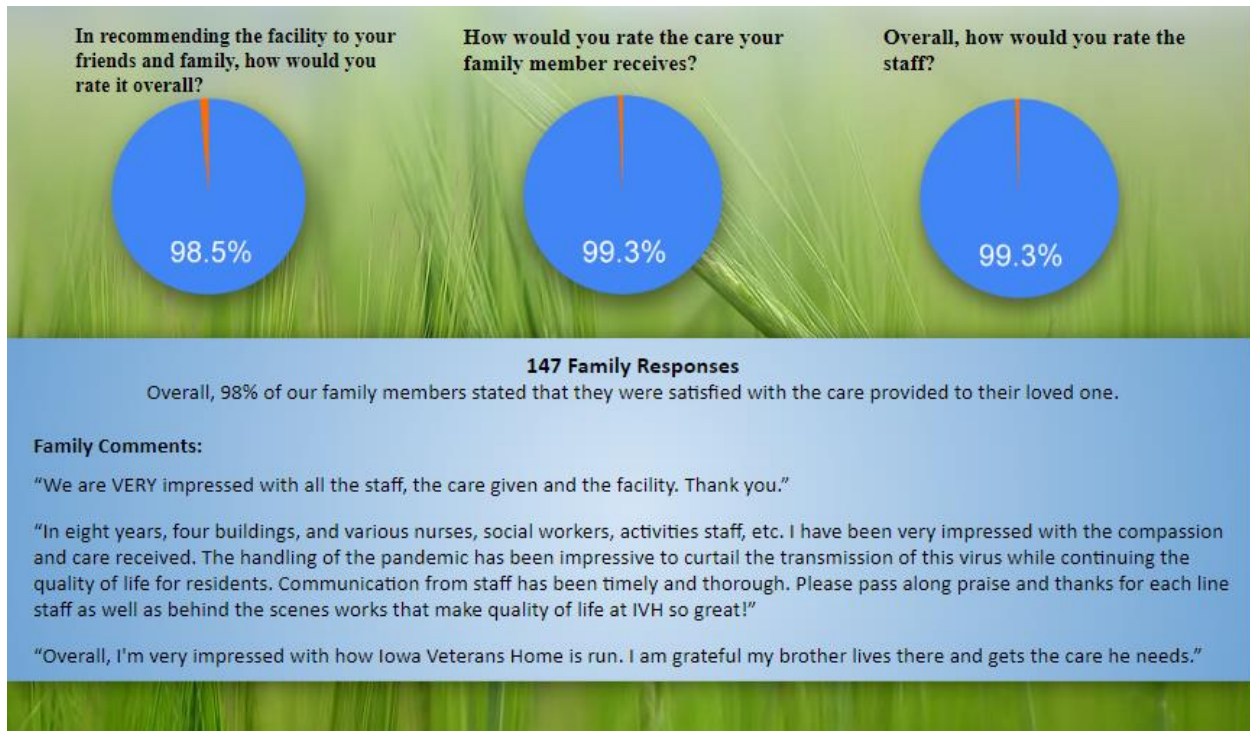 In recommending the facility to your
friends and family, how would you
rate it overall?
98.5%
How would you rate the care your
family member receives?
99.3%
Overall, how would you rate the
staff?
99.3%
147 Family Responses
Overall, 98% of our family members stated that they were satisfied with the care provided to their loved one.
Family Comments:
“We are VERY impressed with all the staff, the care given and the facility. Thank you.”
“In eight years, four buildings, and various nurses, social workers, activities staff, etc. I have been very impressed with the compassion
and care received. The handling of the pandemic has been impressive to curtail the transmission of this virus while continuing the
quality of life for residents. Communication from staff has been timely and thorough. Please pass along praise and thanks for each line
staff as well as behind the scenes works that make quality of life at IVH so great!”
“Overall, I'm very impressed with how Iowa Veterans Home is run. I am grateful my brother lives there and gets the care he needs.”